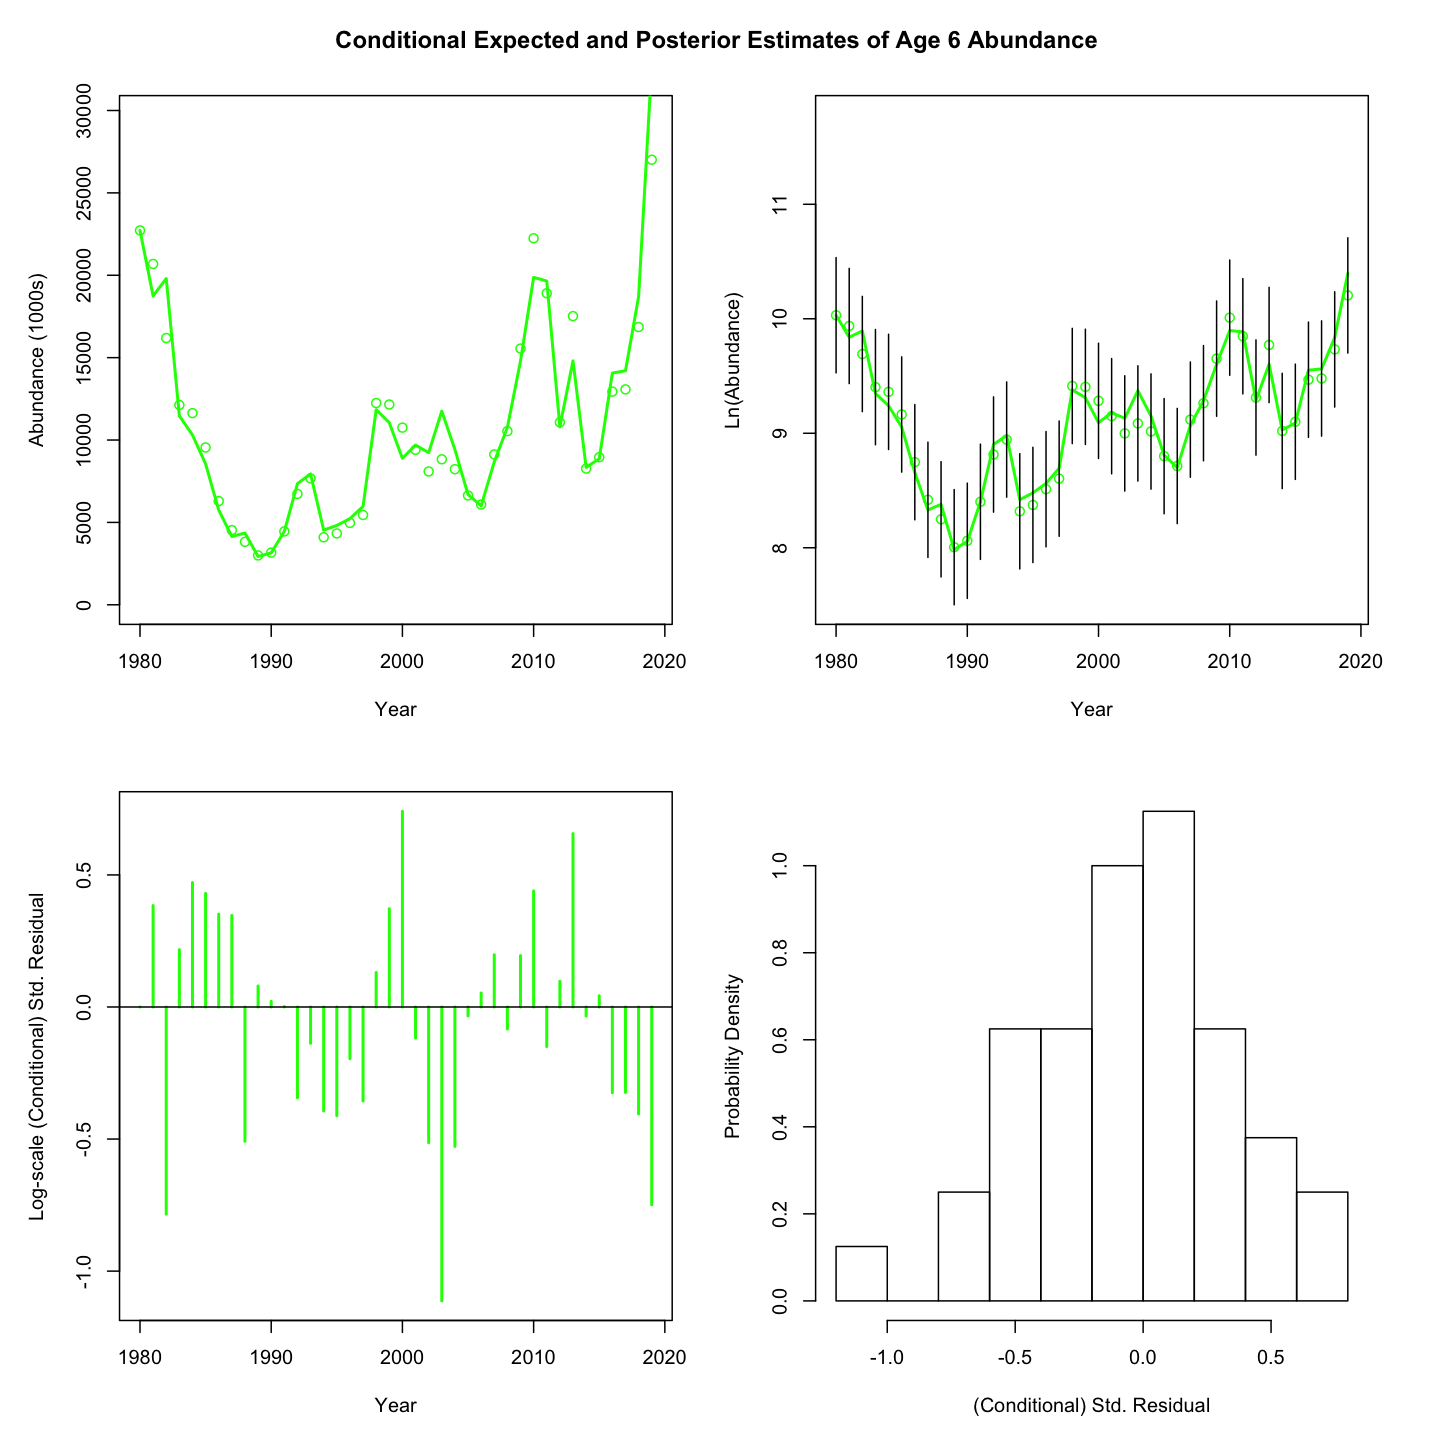 Conditional Expected and Posterior Estimates of Age 6 Abundance
Abundance (1000s)
30000
25000
20000
15000
10000
5000
0
1980 1990 2000 2010 2020
Year
Ln(Abundance)
11
10
9
8
1980 1990 2000 2010 2020
Year
Log-scale (Conditional) Std. Residual
0.5
0.0
-0.5
-1.0
1980 1990 2000 2010 2020
Year
Probability Density
1.0
0.8
0.6
0.4
0.2
0.0
-1.0 -0.5 0.0 0.5
(Conditional) Std. Residual